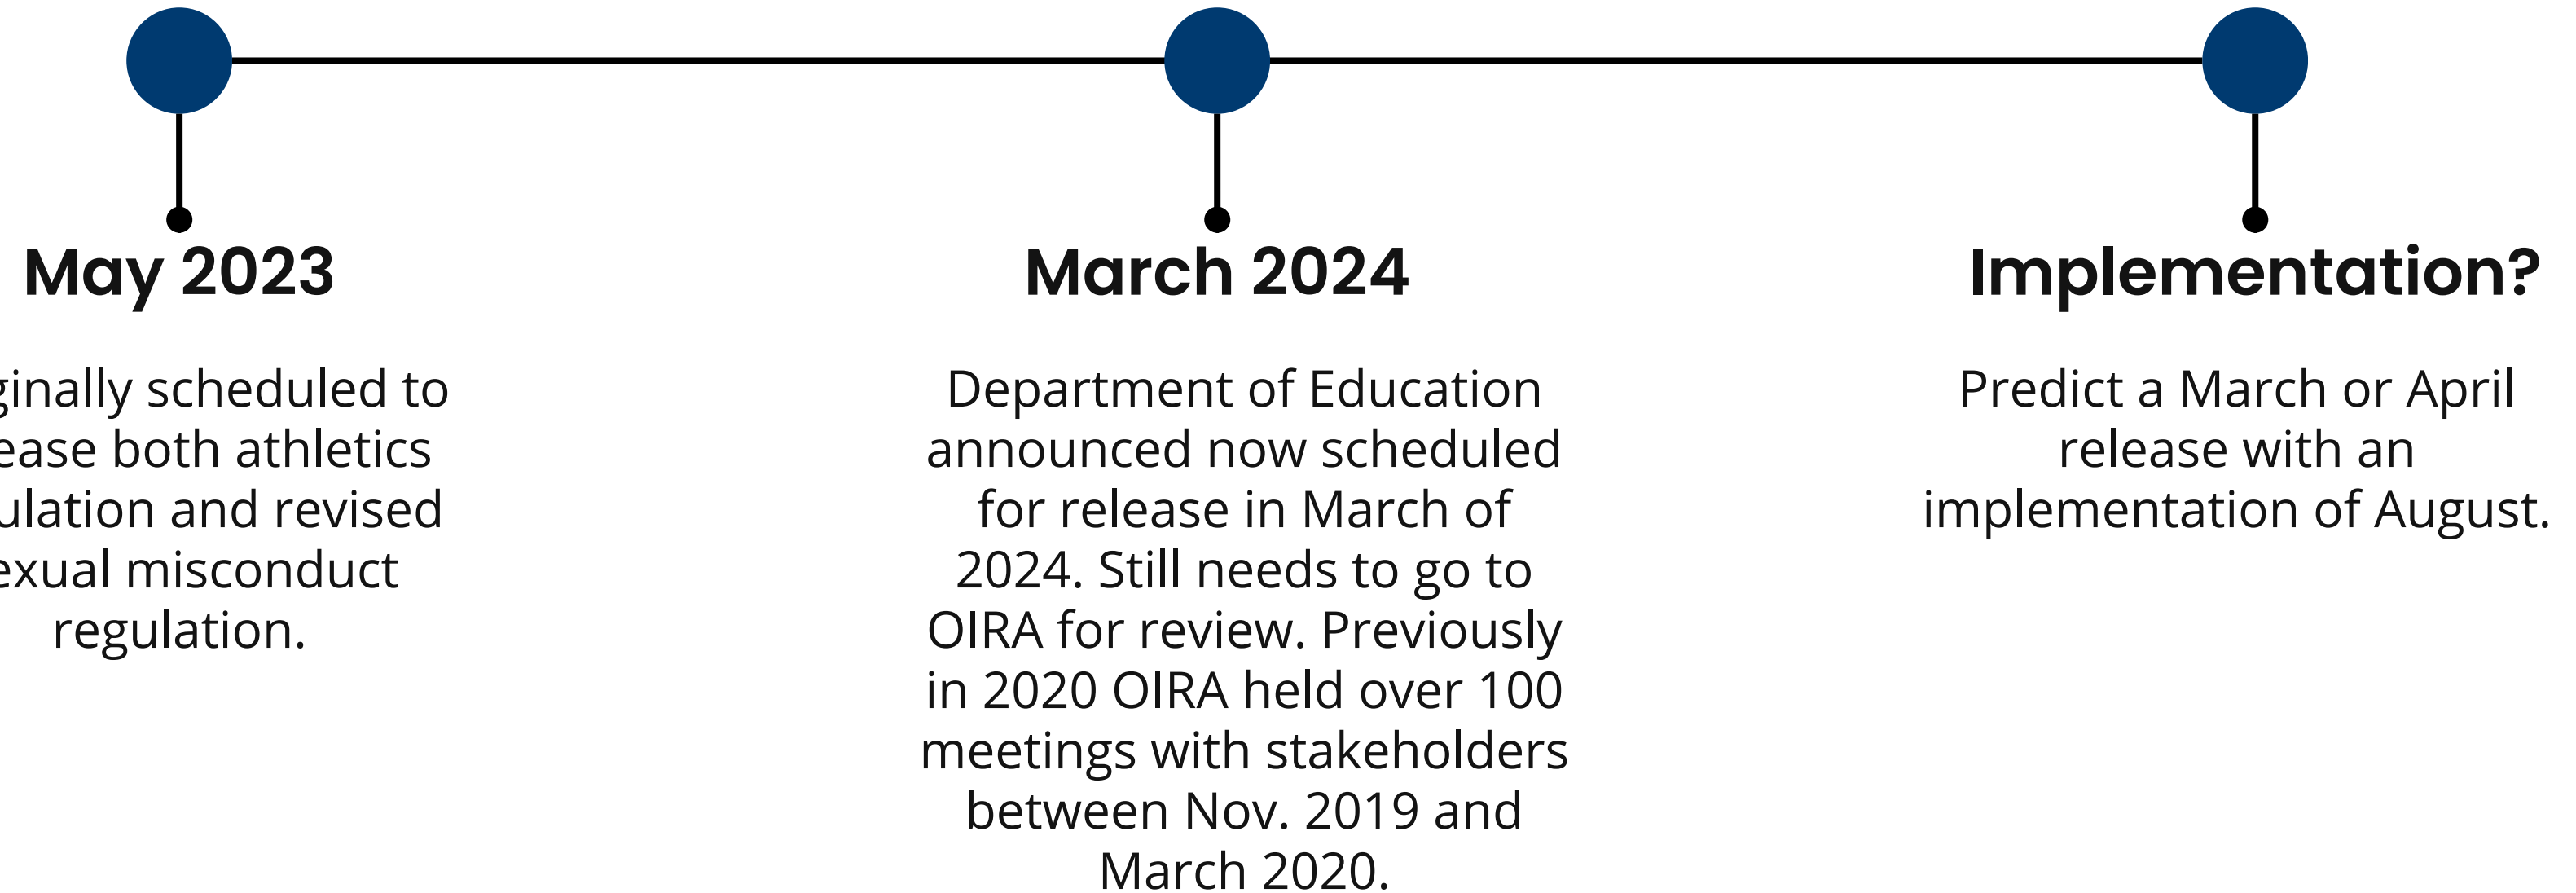 May 2023
ginally scheduled to
ease both athletics
ulation and revised
exual misconduct
regulation.
March 2024
Department of Education
announced now scheduled
for release in March of
2024. Still needs to go to
OIRA for review. Previously
in 2020 OIRA held over 100
meetings with stakeholders
between Nov. 2019 and
March 2020.
Implementation?
Predict a March or April
release with an
implementation of August.